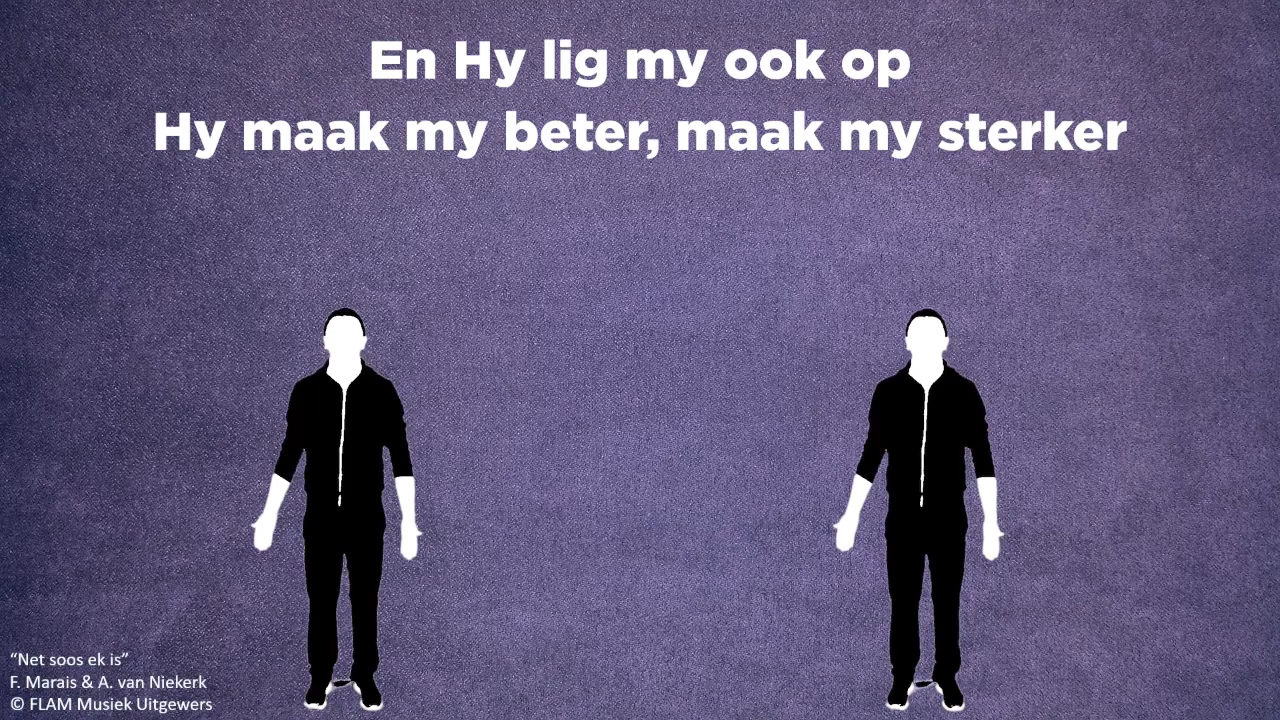 En Hy lig my ook op
Hy maak my beter, maak my sterker
“Net soos ek is”
F. Marais & A. van Niekerk
© FLAM Musiek Uitgewers